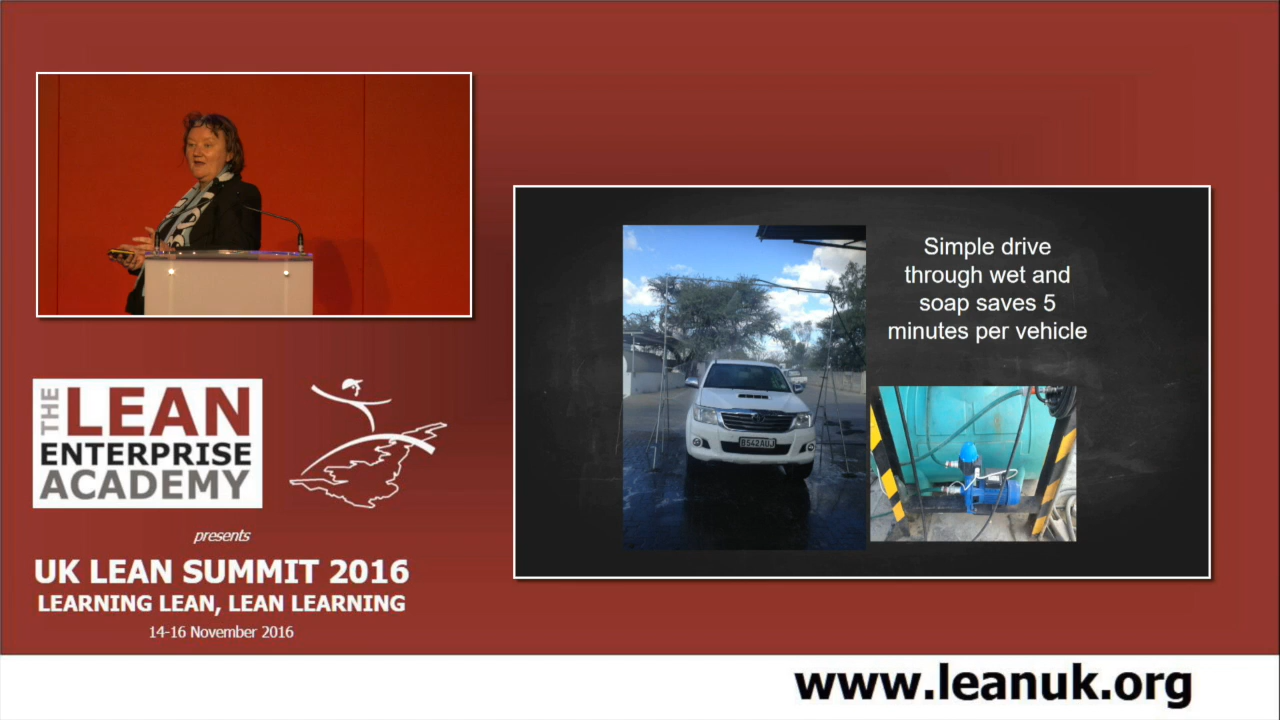 THE
LEAN
ENTERPRISE
ACADEMY
presents
UK LEAN SUMMIT 2016
LEARNING LEAN, LEAN LEARNING
14-16 November 2016
Simple drive
through wet and
soap saves 5
minutes per vehicle
B542AUJ
www.leanuk.org